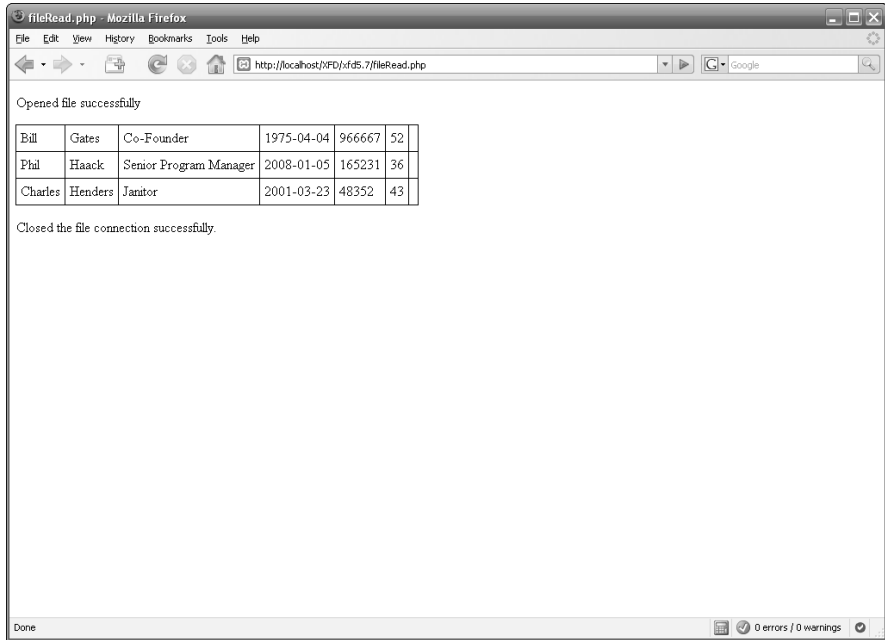 fileRead.php - Mozilla Firefox
File Edit View History Bookmarks Tools Help
http://localhost/XFD/xfd5.7/fileRead.php G Google
Opened file successfully
Bill Gates Co-Founder 1975-04-04 966667 52
Phil Haack Senior Program Manager 2008-01-05 165231 36
Charles Henders Janitor 2001-03-23 48352 43
Closed the file connection successfully.
Done 0 errors / 0 warnings